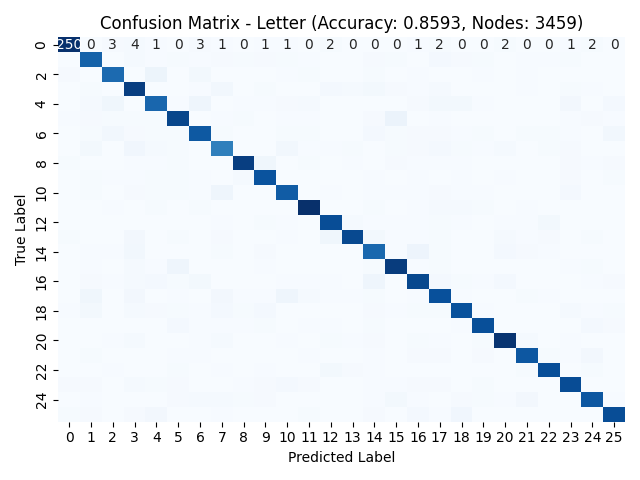 Confusion Matrix - Letter (Accuracy: 0.8593, Nodes: 3459)
0 250 0 3 4 1 0 3 1 0 1 1 0 2 0 0 0 1 2 0 0 2 0 0 1 2 0
2
4
6
8
10
12
14
16
18
20
22
24
True Label
0 1 2 3 4 5 6 7 8 9 10 11 12 13 14 15 16 17 18 19 20 21 22 23 24 25
Predicted Label